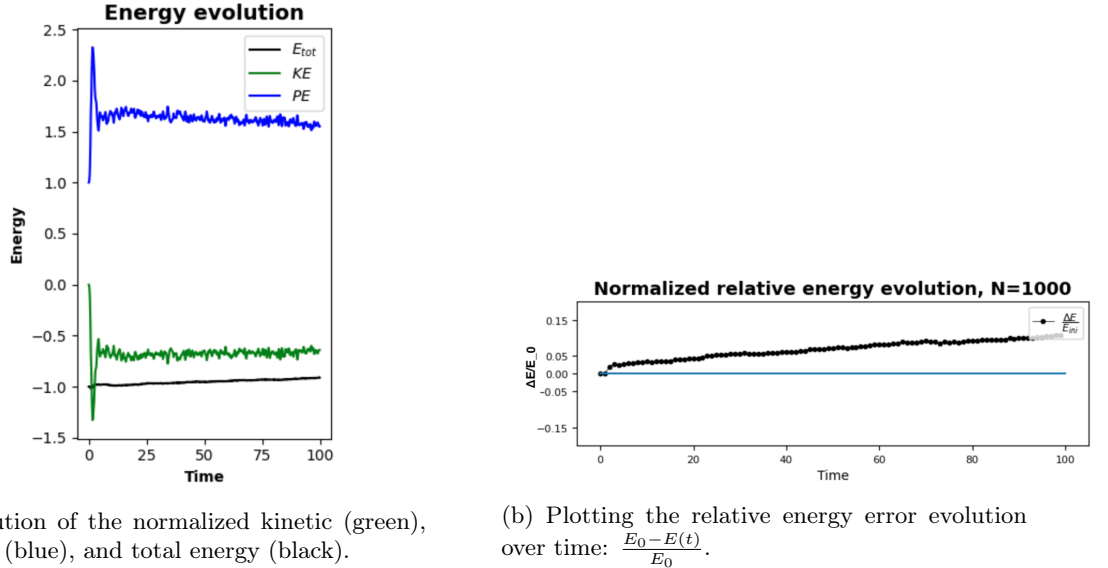 Energy evolution
2.5
2.0
1.5
1.0
0.5
0.0
−0.5
−1.0
−1.5
Energy
E_tot
KE
PE
0 25 50 75 100
Time
Normalized relative energy evolution, N=1000
0.15
0.05
0.00
−0.05
−0.15
ΔE/E_0
ΔE/E_ini
0 20 40 60 80 100
Time
of the normalized kinetic (green),
(blue), and total energy (black).
(b) Plotting the relative energy error evolution
over time: \frac{E_0−E(t)}{E_0}.